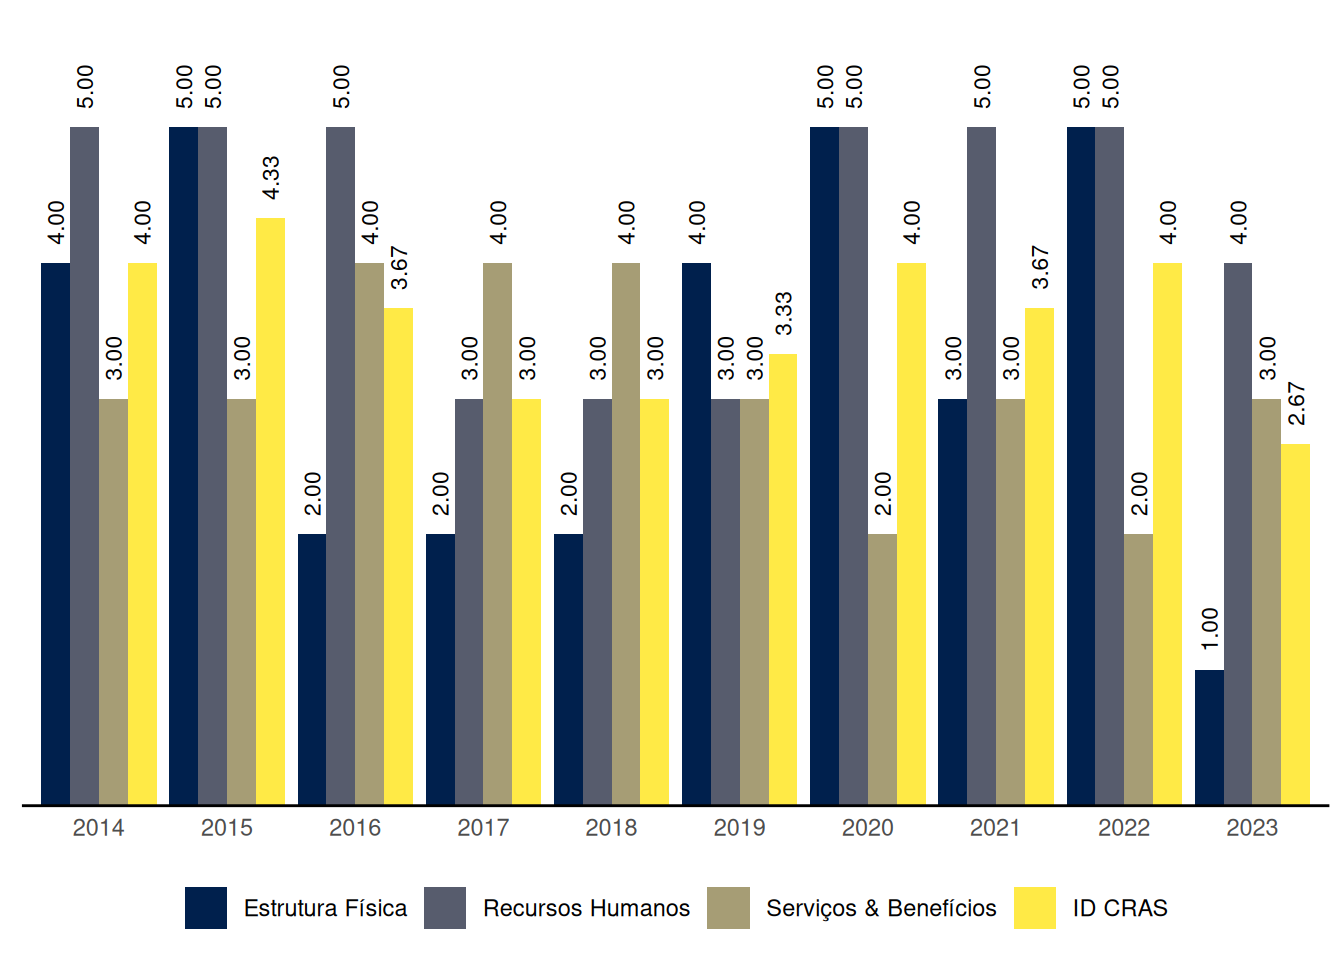 5.00 5.00 5.00 5.00 5.00 5.00 5.00 5.00 5.00
4.33
4.00 4.00 4.00 4.00 4.00 4.00 4.00 4.00 4.00
3.67 3.67
3.33
3.00 3.00 3.00 3.00 3.00 3.00 3.00 3.00 3.00 3.00 3.00
2.67
2.00 2.00 2.00 2.00 2.00
1.00
2014 2015 2016 2017 2018 2019 2020 2021 2022 2023
Estrutura Física Recursos Humanos Serviços & Benefícios ID CRAS